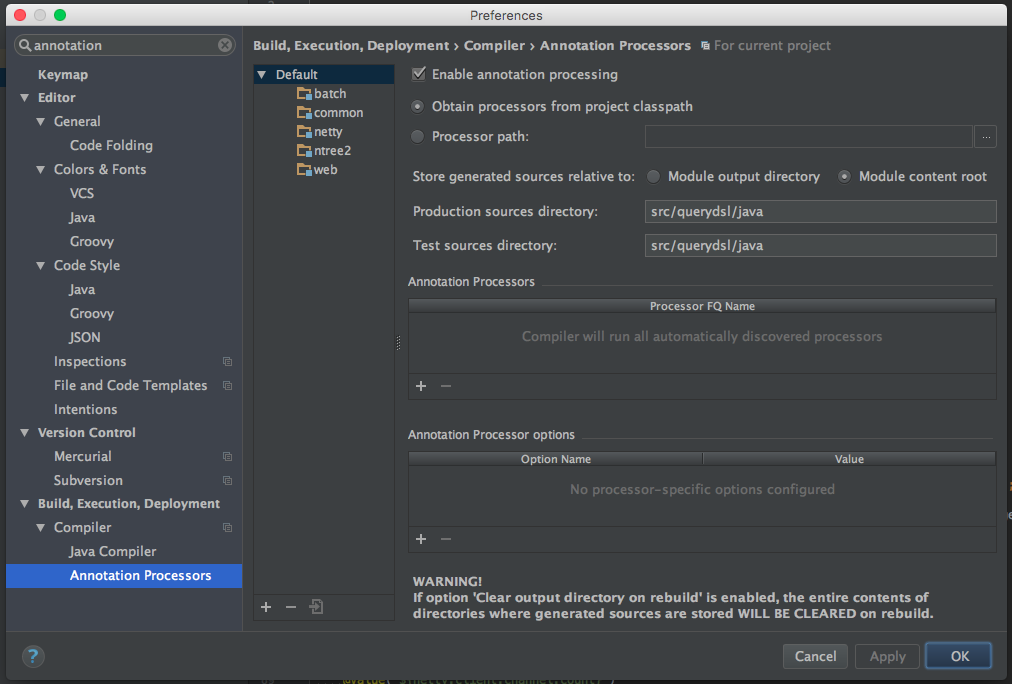 Preferences
annotation
Keymap
Editor
General
Code Folding
Colors & Fonts
VCS
Java
Groovy
Code Style
Java
Groovy
JSON
Inspections
File and Code Templates
Intentions
Version Control
Mercurial
Subversion
Build, Execution, Deployment
Compiler
Java Compiler
Annotation Processors
?
Build, Execution, Deployment › Compiler › Annotation Processors For current project
Default
batch
common
netty
ntree2
web
Enable annotation processing
Obtain processors from project classpath
Processor path:
...
Store generated sources relative to: Module output directory Module content root
Production sources directory: src/querydsl/java
Test sources directory: src/querydsl/java
Annotation Processors
Processor FQ Name
Compiler will run all automatically discovered processors
Annotation Processor options
Option Name Value
No processor-specific options configured
WARNING!
If option 'Clear output directory on rebuild' is enabled, the entire contents of
directories where generated sources are stored WILL BE CLEARED on rebuild.
Cancel Apply OK